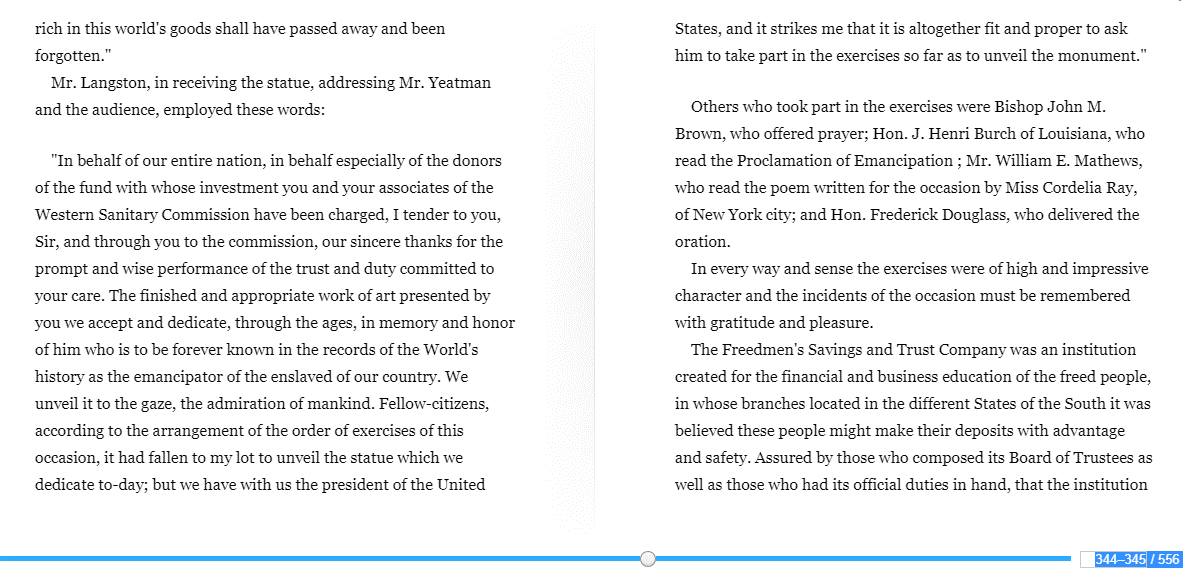 rich in this world's goods shall have passed away and been
forgotten."
Mr. Langston, in receiving the statue, addressing Mr. Yeatman
and the audience, employed these words:
"In behalf of our entire nation, in behalf especially of the donors
of the fund with whose investment you and your associates of the
Western Sanitary Commission have been charged, I tender to you,
Sir, and through you to the commission, our sincere thanks for the
prompt and wise performance of the trust and duty committed to
your care. The finished and appropriate work of art presented by
you we accept and dedicate, through the ages, in memory and honor
of him who is to be forever known in the records of the World's
history as the emancipator of the enslaved of our country. We
unveil it to the gaze, the admiration of mankind. Fellow-citizens,
according to the arrangement of the order of exercises of this
occasion, it had fallen to my lot to unveil the statue which we
dedicate to-day; but we have with us the president of the United
States, and it strikes me that it is altogether fit and proper to ask
him to take part in the exercises so far as to unveil the monument."
Others who took part in the exercises were Bishop John M.
Brown, who offered prayer; Hon. J. Henri Burch of Louisiana, who
read the Proclamation of Emancipation ; Mr. William E. Mathews,
who read the poem written for the occasion by Miss Cordelia Ray,
of New York city; and Hon. Frederick Douglass, who delivered the
oration.
In every way and sense the exercises were of high and impressive
character and the incidents of the occasion must be remembered
with gratitude and pleasure.
The Freedmen's Savings and Trust Company was an institution
created for the financial and business education of the freed people,
in whose branches located in the different States of the South it was
believed these people might make their deposits with advantage
and safety. Assured by those who composed its Board of Trustees as
well as those who had its official duties in hand, that the institution
344–345 / 556